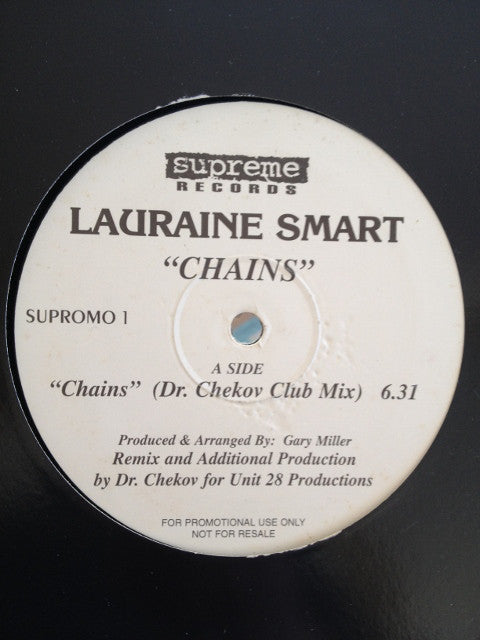 supreme
RECORDS
LAURAINE SMART
“CHAINS”
SUPROMO 1
A SIDE
“Chains” (Dr. Chekov Club Mix) 6.31
Produced & Arranged By: Gary Miller
Remix and Additional Production
by Dr. Chekov for Unit 28 Productions
FOR PROMOTIONAL USE ONLY
NOT FOR RESALE